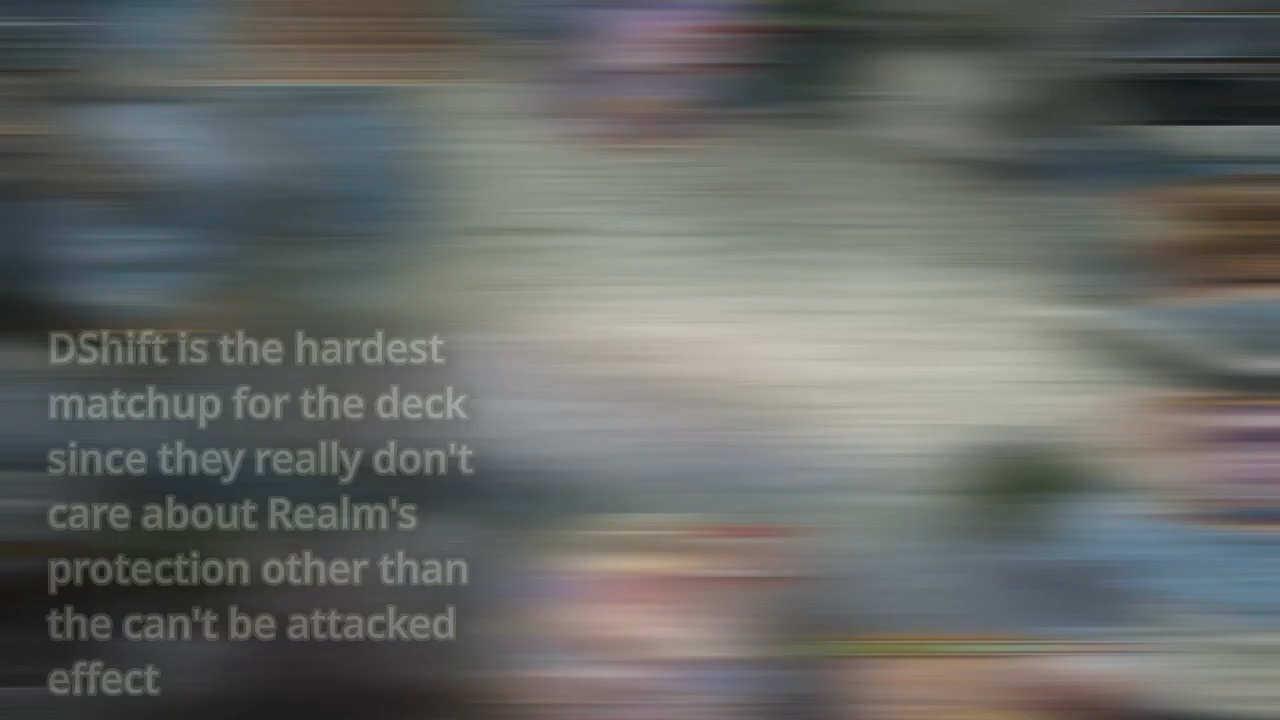 DShift is the hardest
matchup for the deck
since they really don't
care about Realm's
protection other than
the can't be attacked
effect